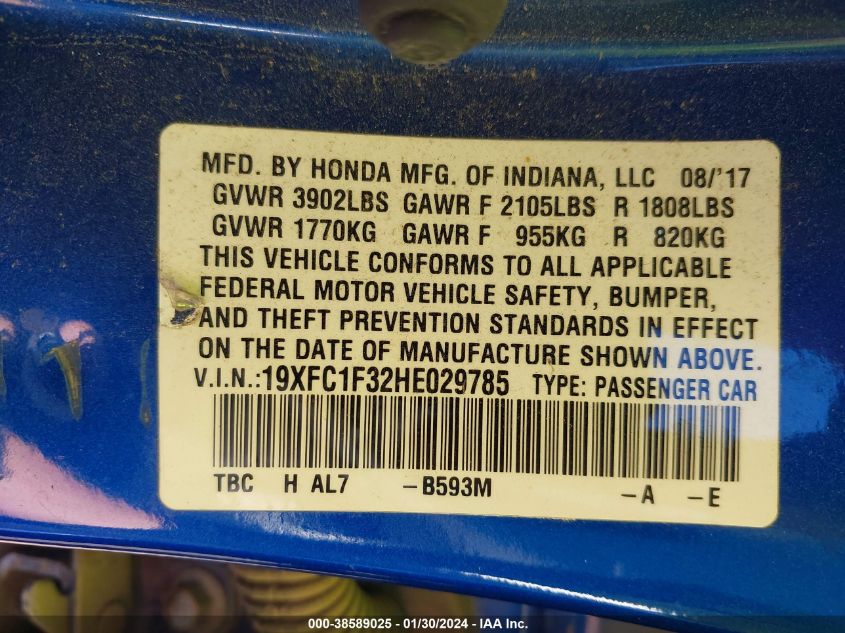 MFD. BY HONDA MFG. OF INDIANA, LLC 08/'17
GVWR 3902LBS GAWR F 2105LBS R 1808LBS
GVWR 1770KG GAWR F 955KG R 820KG
THIS VEHICLE CONFORMS TO ALL APPLICABLE
FEDERAL MOTOR VEHICLE SAFETY, BUMPER,
AND THEFT PREVENTION STANDARDS IN EFFECT
ON THE DATE OF MANUFACTURE SHOWN ABOVE.
V.I.N.:19XFC1F32HE029785 TYPE: PASSENGER CAR
TBC H AL7 -B593M -A -E
000-38589025 - 01/30/2024 - IAA Inc.